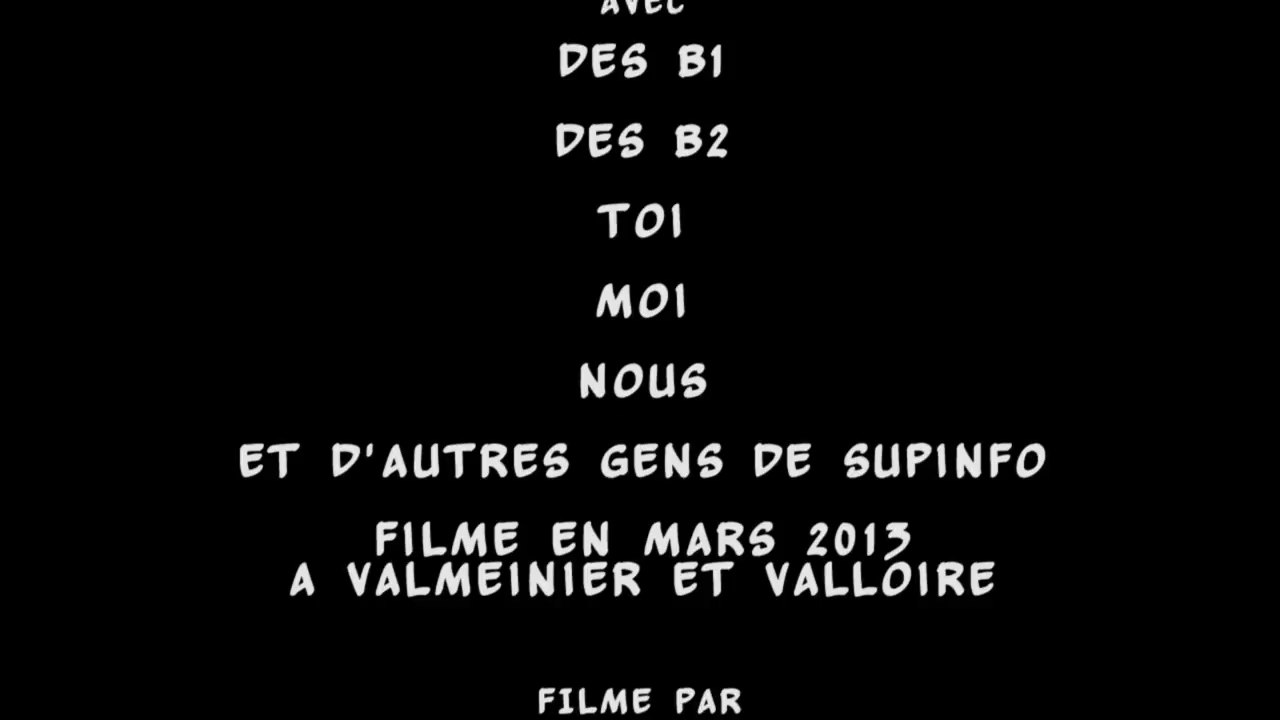 AVEC
DES B1
DES B2
TOI
MOI
NOUS
ET D'AUTRES GENS DE SUPINFO
FILME EN MARS 2013
A VALMEINIER ET VALLOIRE
FILME PAR